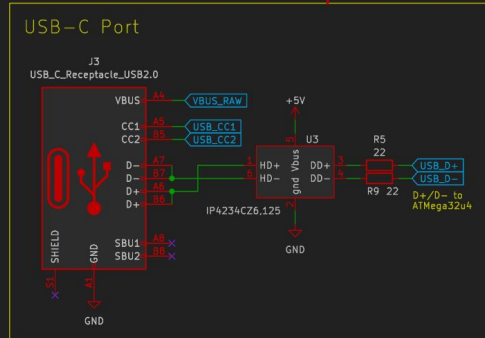 USB-C Port
J3
USB_C_Receptacle_USB2.0
VBUS A4 VBUS_RAW
CC1 A5 USB_CC1
CC2 B5 USB_CC2
D- A7
D- B7
D+ A6
D+ B6
SBU1 A8
SBU2 B8
SHIELD
GND
S1
A1
GND
+5V
5
U3
1 HD+
6 HD-
gnd Vbus
DD+ 3
DD- 4
2
IP4234CZ6,125
GND
R5
22
USB_D+
USB_D-
R9 22
D+/D- to
ATMega32u4